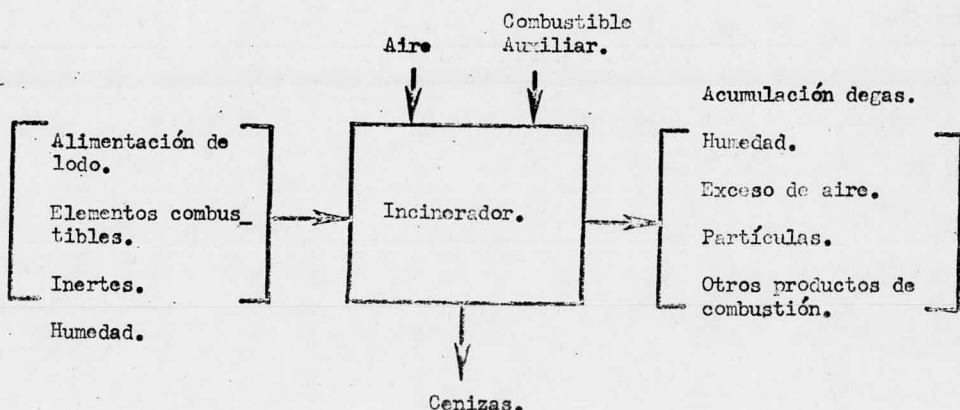 Combustible
Aire Auxiliar.
Acumulación degas.
Alimentación de
lodo.
Elementos combus_
tibles.
Inertes.
Humedad.
Incinerador.
Humedad.
Exceso de aire.
Partículas.
Otros productos de
combustión.
Cenizas.